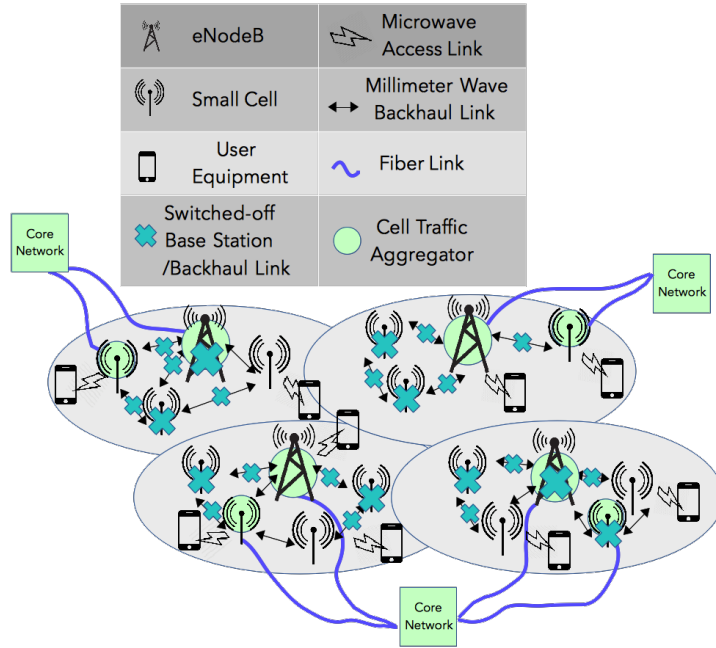 eNodeB
Microwave
Access Link
Small Cell
Millimeter Wave
Backhaul Link
User
Equipment
Fiber Link
Switched-off
Base Station
/Backhaul Link
Cell Traffic
Aggregator
Core
Network
Core
Network
Core
Network